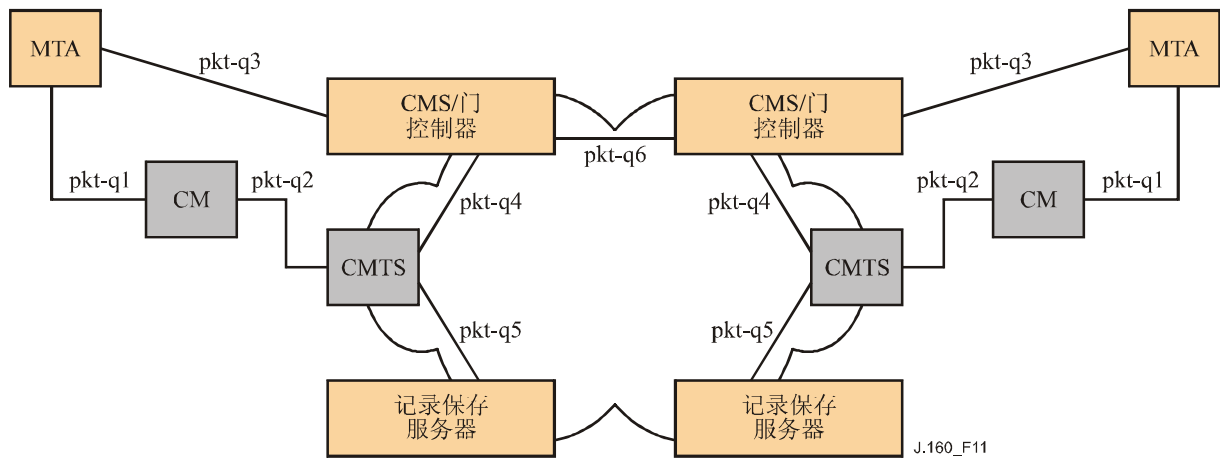 MTA
MTA
pkt-q3
pkt-q3
CMS/门
控制器
CMS/门
控制器
pkt-q6
pkt-q1
CM
pkt-q2
pkt-q4
pkt-q4
pkt-q2
CM
pkt-q1
CMTS
CMTS
pkt-q5
pkt-q5
记录保存
服务器
记录保存
服务器
J.160_F11